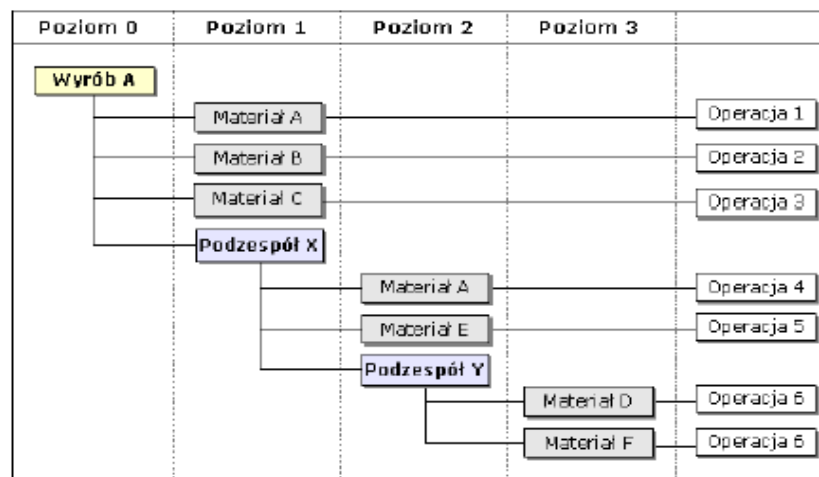 Poziom 0 Poziom 1 Poziom 2 Poziom 3
Wyrób A
Materiał A Operacja 1
Materiał B Operacja 2
Materiał C Operacja 3
Podzespół X
Materiał A Operacja 4
Materiał E Operacja 5
Podzespół Y
Materiał D Operacja 6
Materiał F Operacja 6